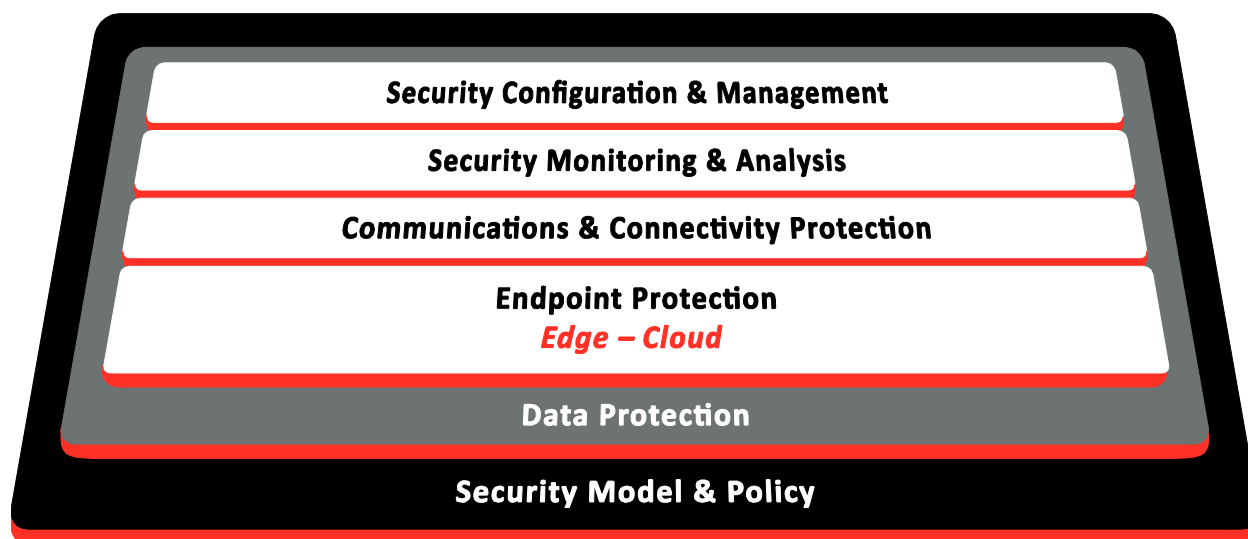 Security Configuration & Management
Security Monitoring & Analysis
Communications & Connectivity Protection
Endpoint Protection
Edge – Cloud
Data Protection
Security Model & Policy